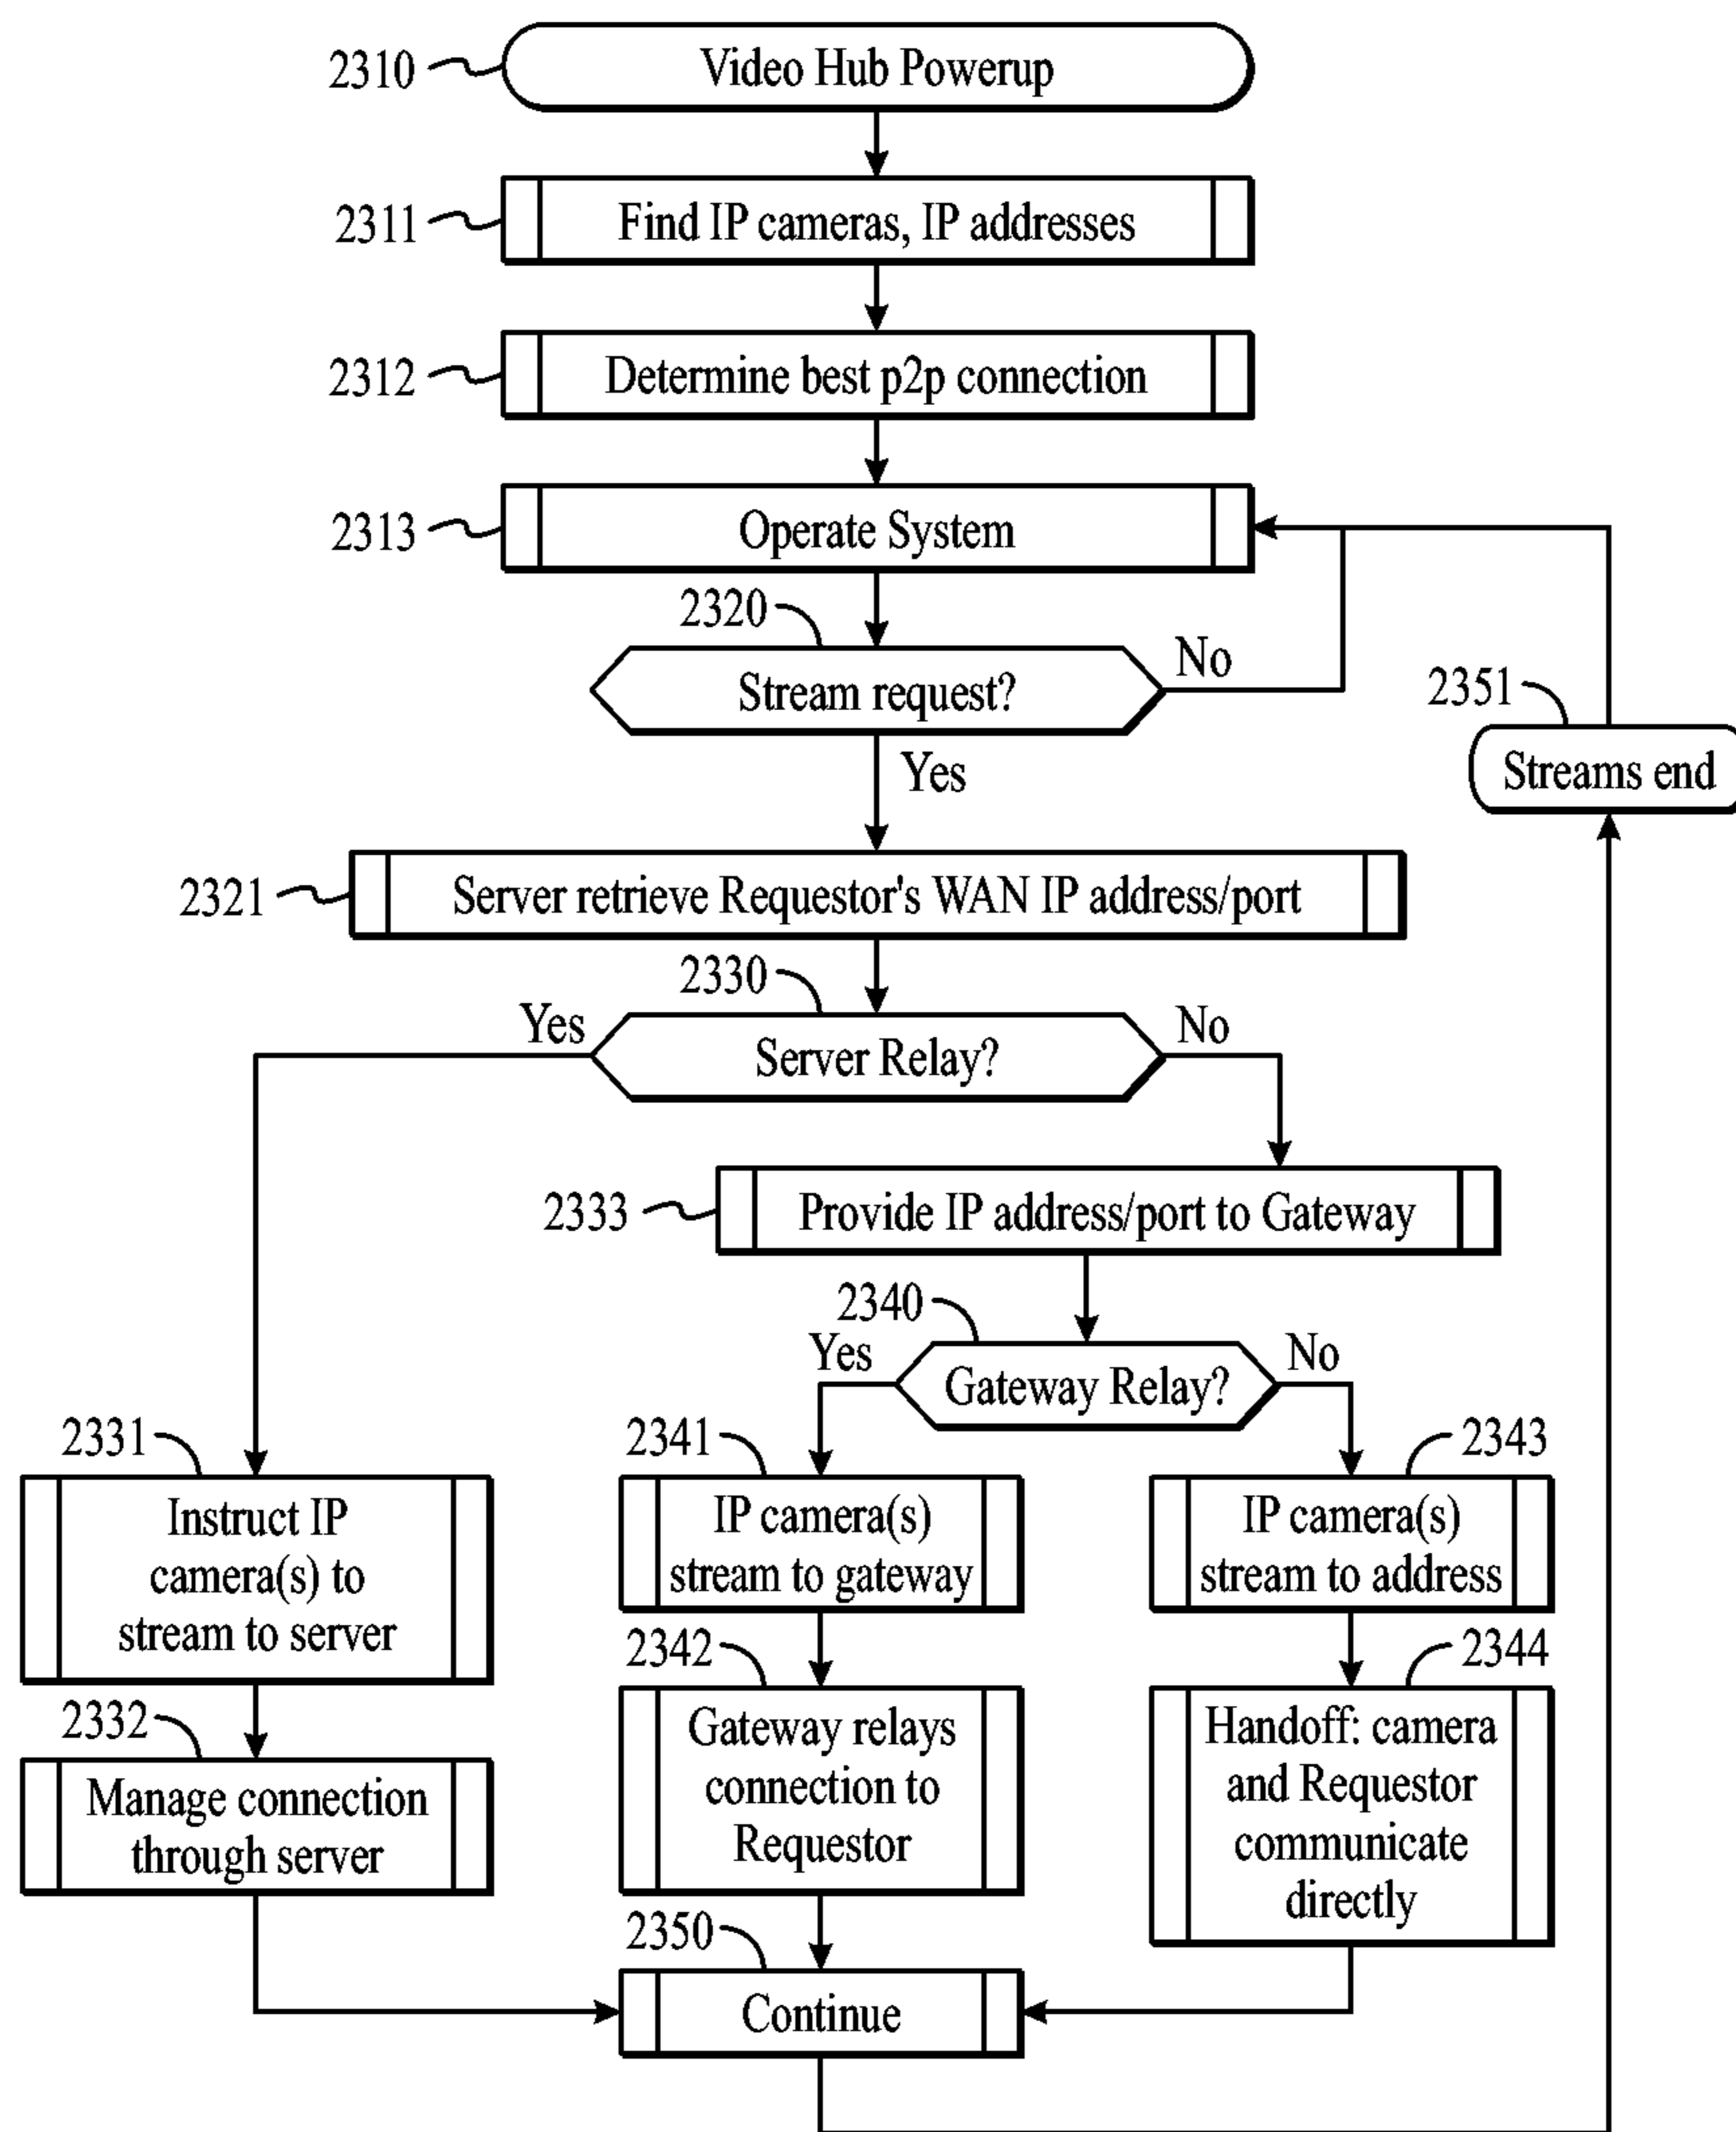 2310
Video Hub Powerup
2311
Find IP cameras, IP addresses
2312
Determine best p2p connection
2313
Operate System
2320
Stream request?
No
Yes
2351
Streams end
2321
Server retrieve Requestor's WAN IP address/port
2330
Yes
Server Relay?
No
2333
Provide IP address/port to Gateway
2340
Yes
Gateway Relay?
No
2331
Instruct IP
camera(s) to
stream to server
2341
IP camera(s)
stream to gateway
2343
IP camera(s)
stream to address
2332
Manage connection
through server
2342
Gateway relays
connection to
Requestor
2344
Handoff: camera
and Requestor
communicate
directly
2350
Continue